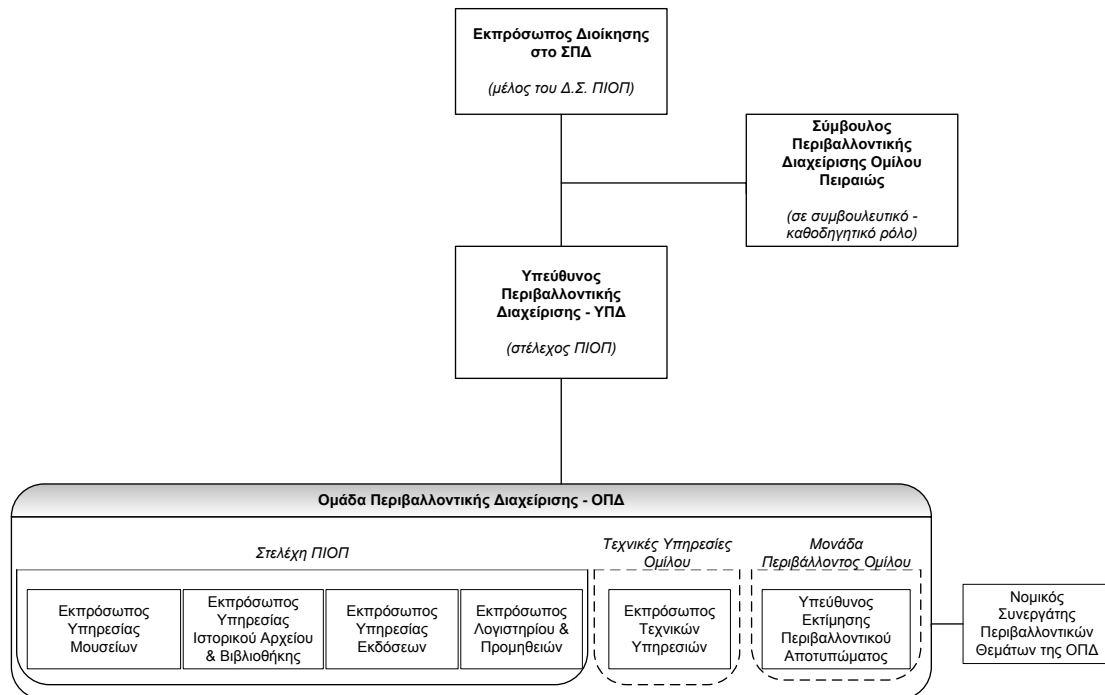 Εκπρόσωπος Διοίκησης
στο ΣΠΔ
(μέλος του Δ.Σ. ΠΙΟΠ)
Σύμβουλος
Περιβαλλοντικής
Διαχείρισης Ομίλου
Πειραιώς
(σε συμβουλευτικό -
καθοδηγητικό ρόλο)
Υπεύθυνος
Περιβαλλοντικής
Διαχείρισης - ΥΠΔ
(στέλεχος ΠΙΟΠ)
Ομάδα Περιβαλλοντικής Διαχείρισης - ΟΠΔ
Στελέχη ΠΙΟΠ
Εκπρόσωπος
Υπηρεσίας
Μουσείων
Εκπρόσωπος
Υπηρεσίας
Ιστορικού Αρχείου
& Βιβλιοθήκης
Εκπρόσωπος
Υπηρεσίας
Εκδόσεων
Εκπρόσωπος
Λογιστηρίου &
Προμηθειών
Τεχνικές Υπηρεσίες
Ομίλου
Εκπρόσωπος
Τεχνικών
Υπηρεσιών
Μονάδα
Περιβάλλοντος Ομίλου
Υπεύθυνος
Εκτίμησης
Περιβαλλοντικού
Αποτυπώματος
Νομικός
Συνεργάτης
Περιβαλλοντικών
Θεμάτων της ΟΠΔ